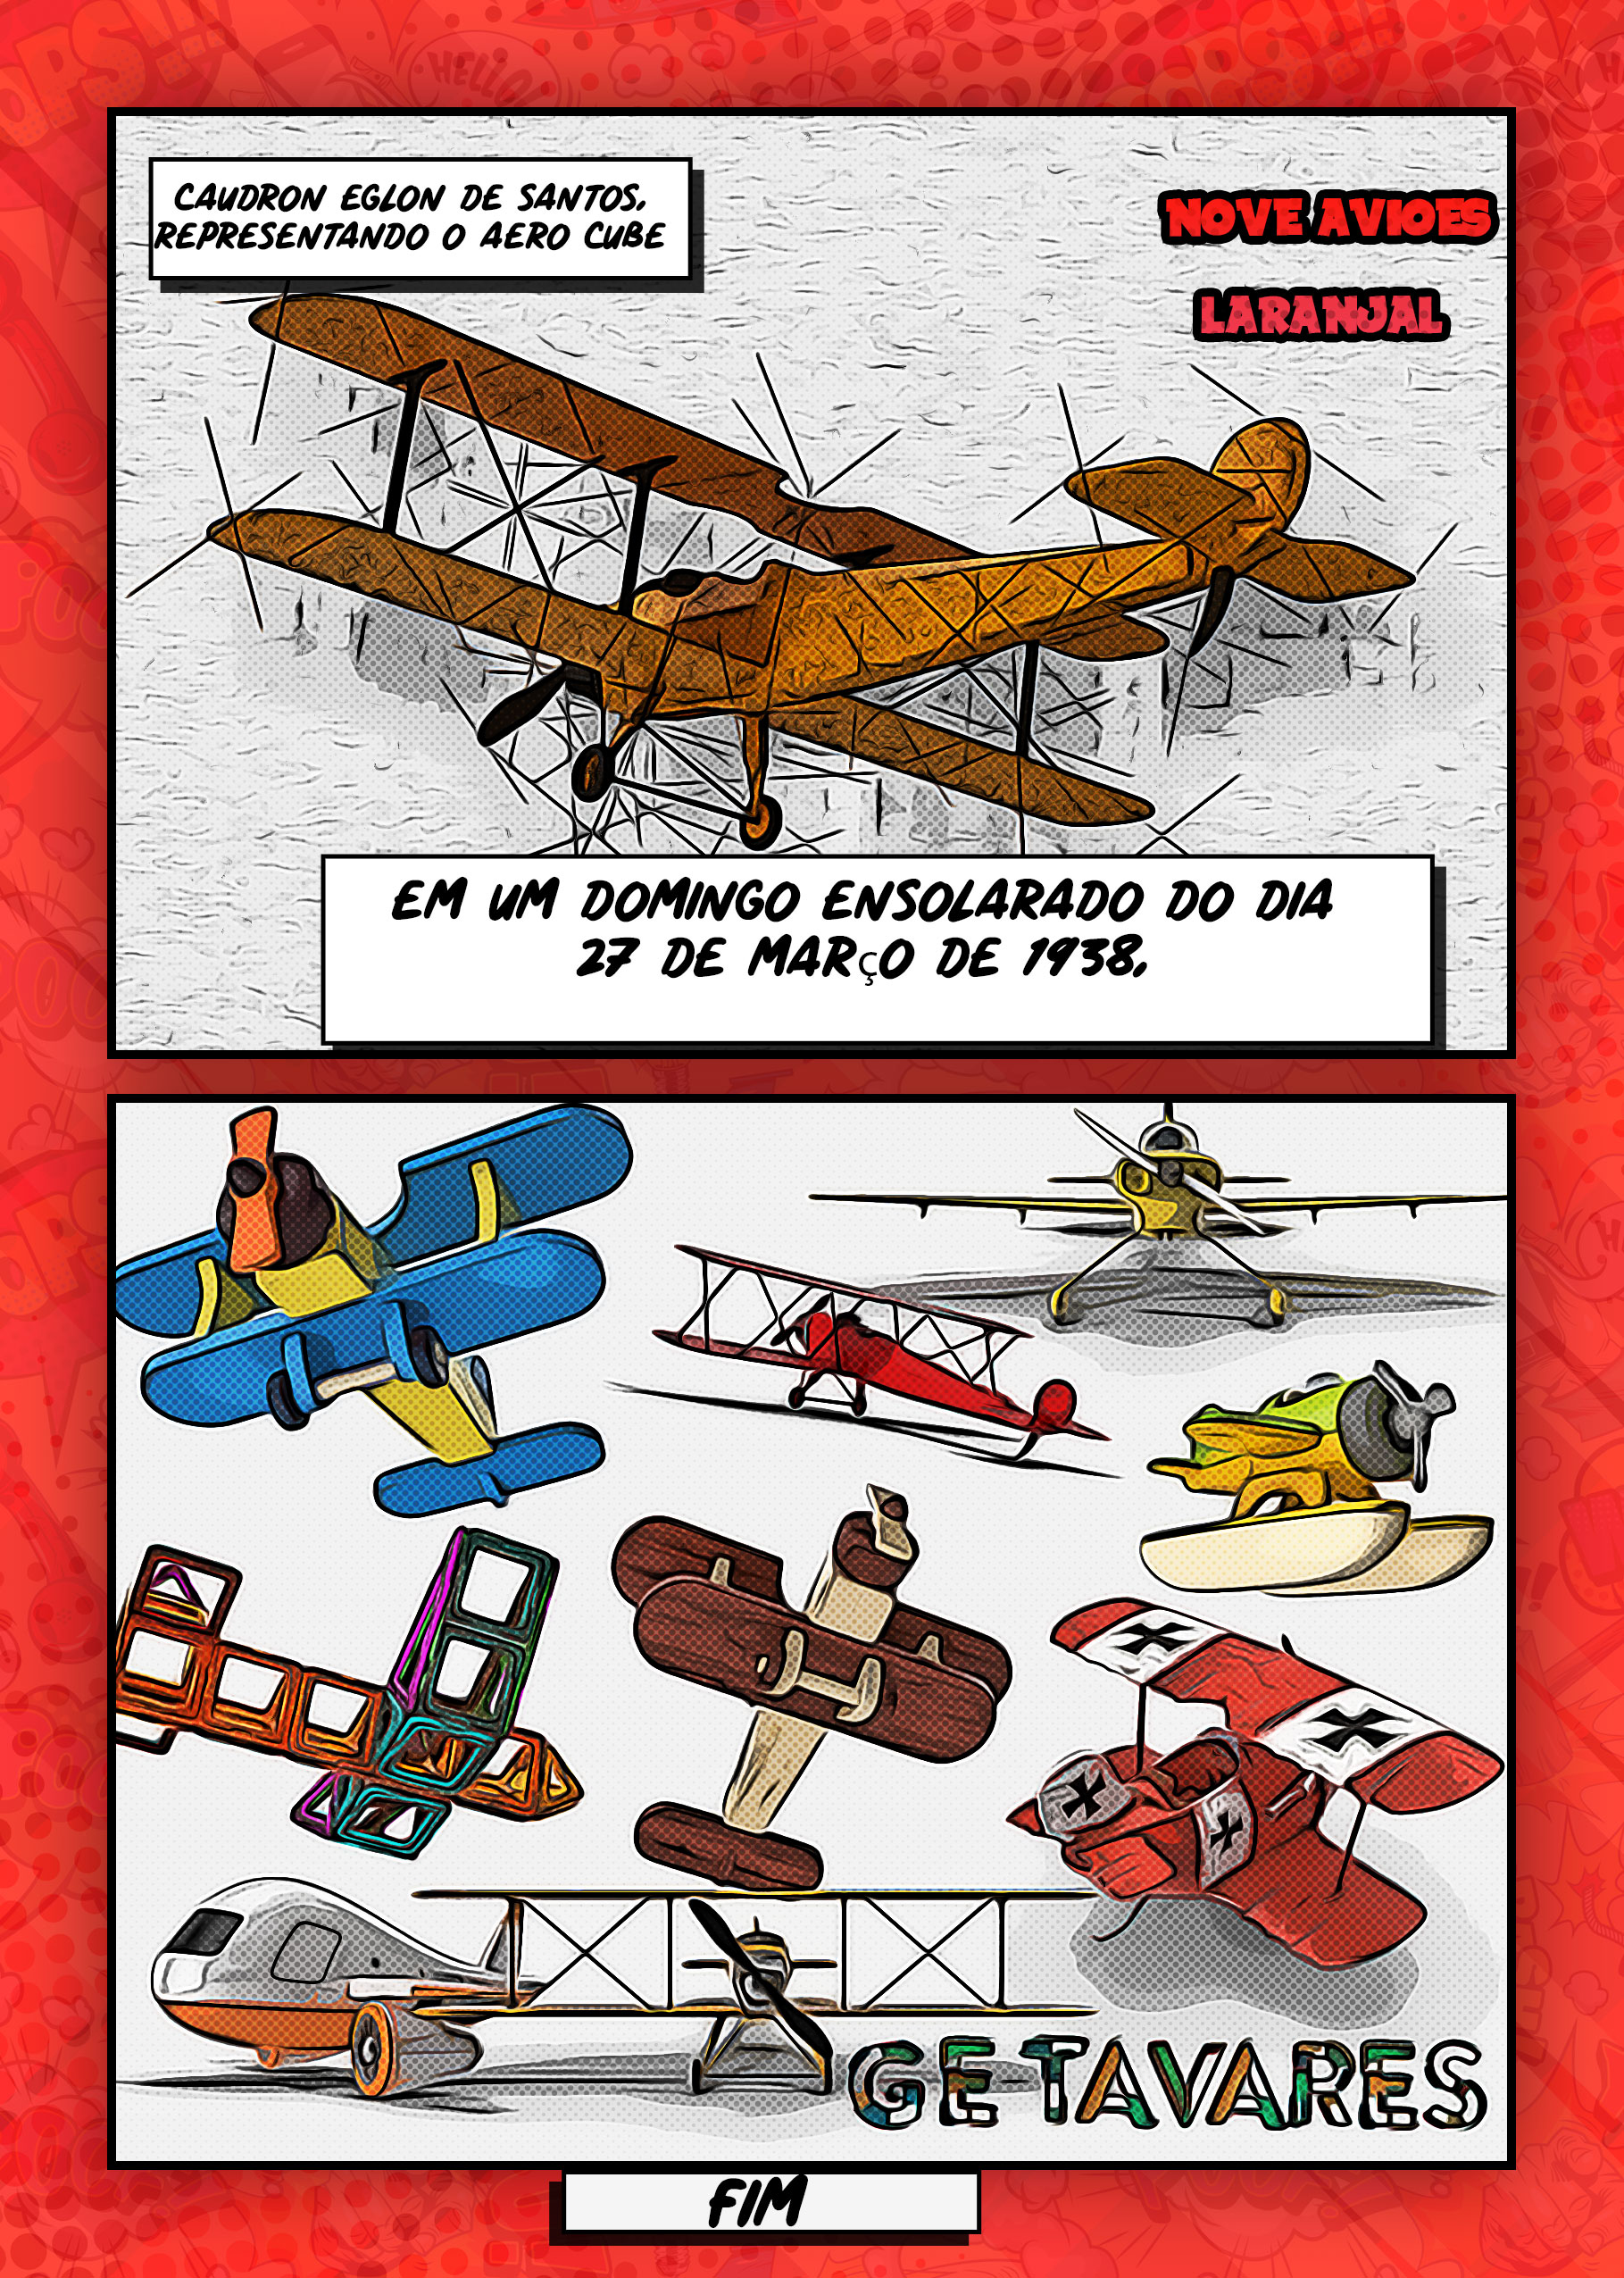 CAUDRON EGLON DE SANTOS,
REPRESENTANDO O AERO CUBE
NOVE AVIOES
LARANJAL
EM UM DOMINGO ENSOLARADO DO DIA
27 DE MARÇO DE 1938,
GE TAVARES
FIM
HELLO